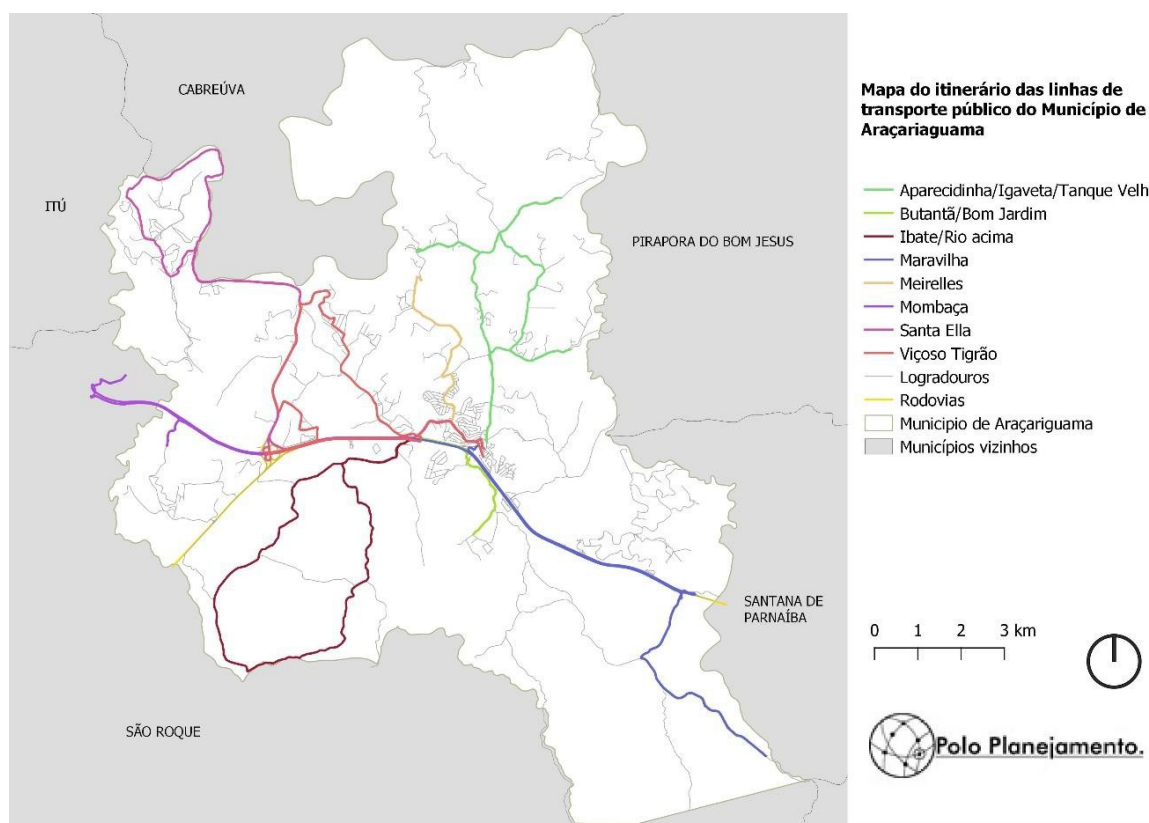 CABREÚVA
ITÚ
PIRAPORA DO BOM JESUS
SANTANA DE
PARNAÍBA
SÃO ROQUE
Mapa do itinerário das linhas de
transporte público do Município de
Araçariaguama
Aparecidinha/Igaveta/Tanque Velh
Butantã/Bom Jardim
Ibate/Rio acima
Maravilha
Meirelles
Mombaça
Santa Ella
Viçoso Tigrão
Logradouros
Rodovias
Municipio de Araçariguama
Municípios vizinhos
0 1 2 3 km
Polo Planejamento.